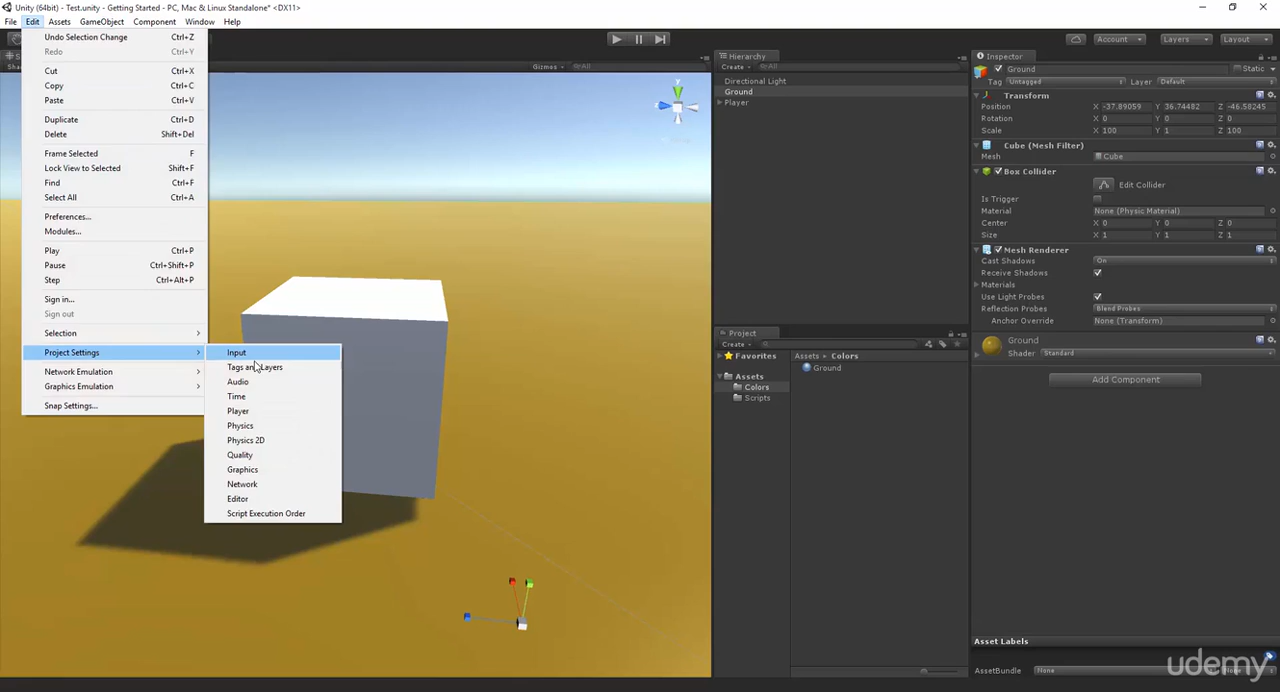 Unity (64bit) - Test.unity - Getting Started - PC, Mac & Linux Standalone* <DX11>
File Edit Assets GameObject Component Window Help
Undo Selection Change Ctrl+Z
Redo Ctrl+Y
Cut Ctrl+X
Copy Ctrl+C
Paste Ctrl+V
Duplicate Ctrl+D
Delete Shift+Del
Frame Selected F
Lock View to Selected Shift+F
Find Ctrl+F
Select All Ctrl+A
Preferences...
Modules...
Play Ctrl+P
Pause Ctrl+Shift+P
Step Ctrl+Alt+P
Sign in...
Sign out
Selection
Project Settings
Network Emulation
Graphics Emulation
Snap Settings...
Input
Tags and Layers
Audio
Time
Player
Physics
Physics 2D
Quality
Graphics
Network
Editor
Script Execution Order
Gizmos All
y
z
Account Layers Layout
Hierarchy
Create All
Directional Light
Ground
Player
Project
Create
Favorites
Assets
Colors
Scripts
Assets Colors
Ground
Inspector
Ground Static
Tag Untagged Layer Default
Transform
Position X -37.89059 Y 36.74482 Z -46.58245
Rotation X 0 Y 0 Z 0
Scale X 100 Y 1 Z 100
Cube (Mesh Filter)
Mesh Cube
Box Collider
Edit Collider
Is Trigger
Material None (Physic Material)
Center X 0 Y 0 Z 0
Size X 1 Y 1 Z 1
Mesh Renderer
Cast Shadows On
Receive Shadows
Materials
Use Light Probes
Reflection Probes Blend Probes
Anchor Override None (Transform)
Ground
Shader Standard
Add Component
Asset Labels
AssetBundle None
udemy